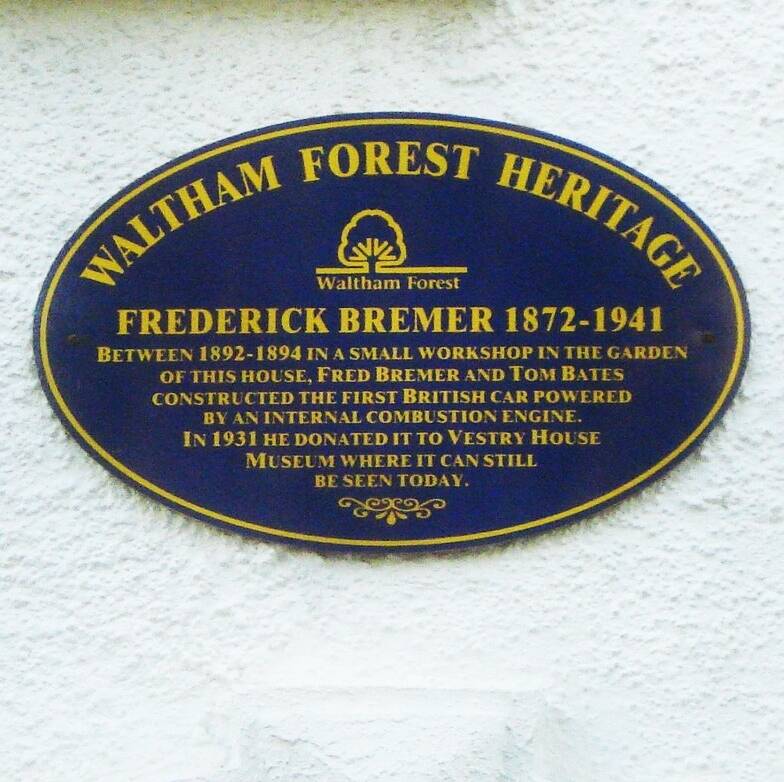 WALTHAM FOREST HERITAGE
Waltham Forest
FREDERICK BREMER 1872-1941
BETWEEN 1892-1894 IN A SMALL WORKSHOP IN THE GARDEN
OF THIS HOUSE, FRED BREMER AND TOM BATES
CONSTRUCTED THE FIRST BRITISH CAR POWERED
BY AN INTERNAL COMBUSTION ENGINE.
IN 1931 HE DONATED IT TO VESTRY HOUSE
MUSEUM WHERE IT CAN STILL
BE SEEN TODAY.